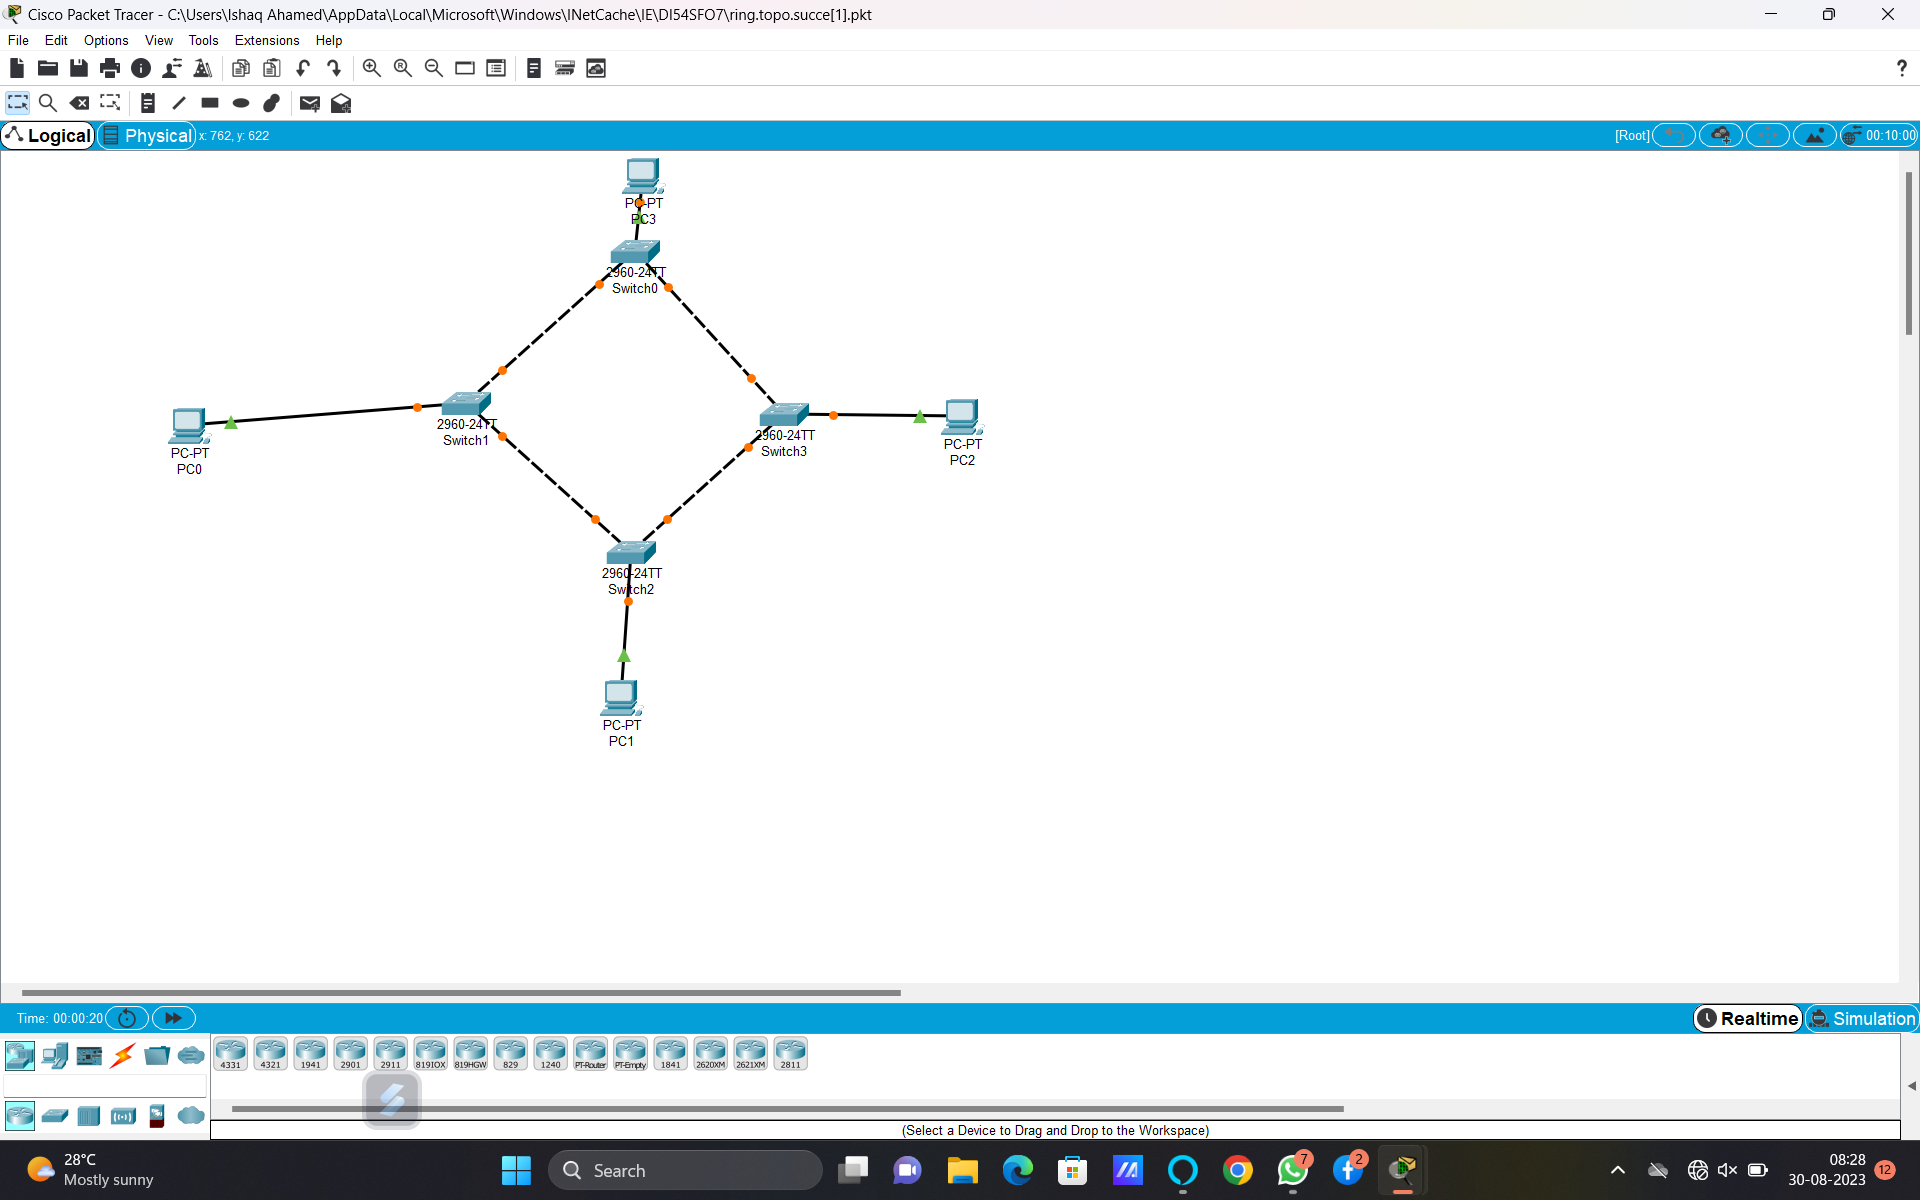 Cisco Packet Tracer - C:\Users\Ishaq Ahamed\AppData\Local\Microsoft\Windows\INetCache\IE\DI54SFO7\ring.topo.succe[1].pkt
File Edit Options View Tools Extensions Help
?
Logical Physical x: 762, y: 622 [Root] 00:10:00
PC-PT
PC3
2960-24TT
Switch0
2960-24TT
Switch1
PC-PT
PC0
2960-24TT
Switch3
PC-PT
PC2
2960-24TT
Switch2
PC-PT
PC1
Time: 00:00:20 Realtime Simulation
4331 4321 1941 2901 2911 819IOX 819HGW 829 1240 PT-Router PT-Empty 1841 2620XM 2621XM 2811
(Select a Device to Drag and Drop to the Workspace)
28°C
Mostly sunny
Search
7
2
08:28
30-08-2023
12